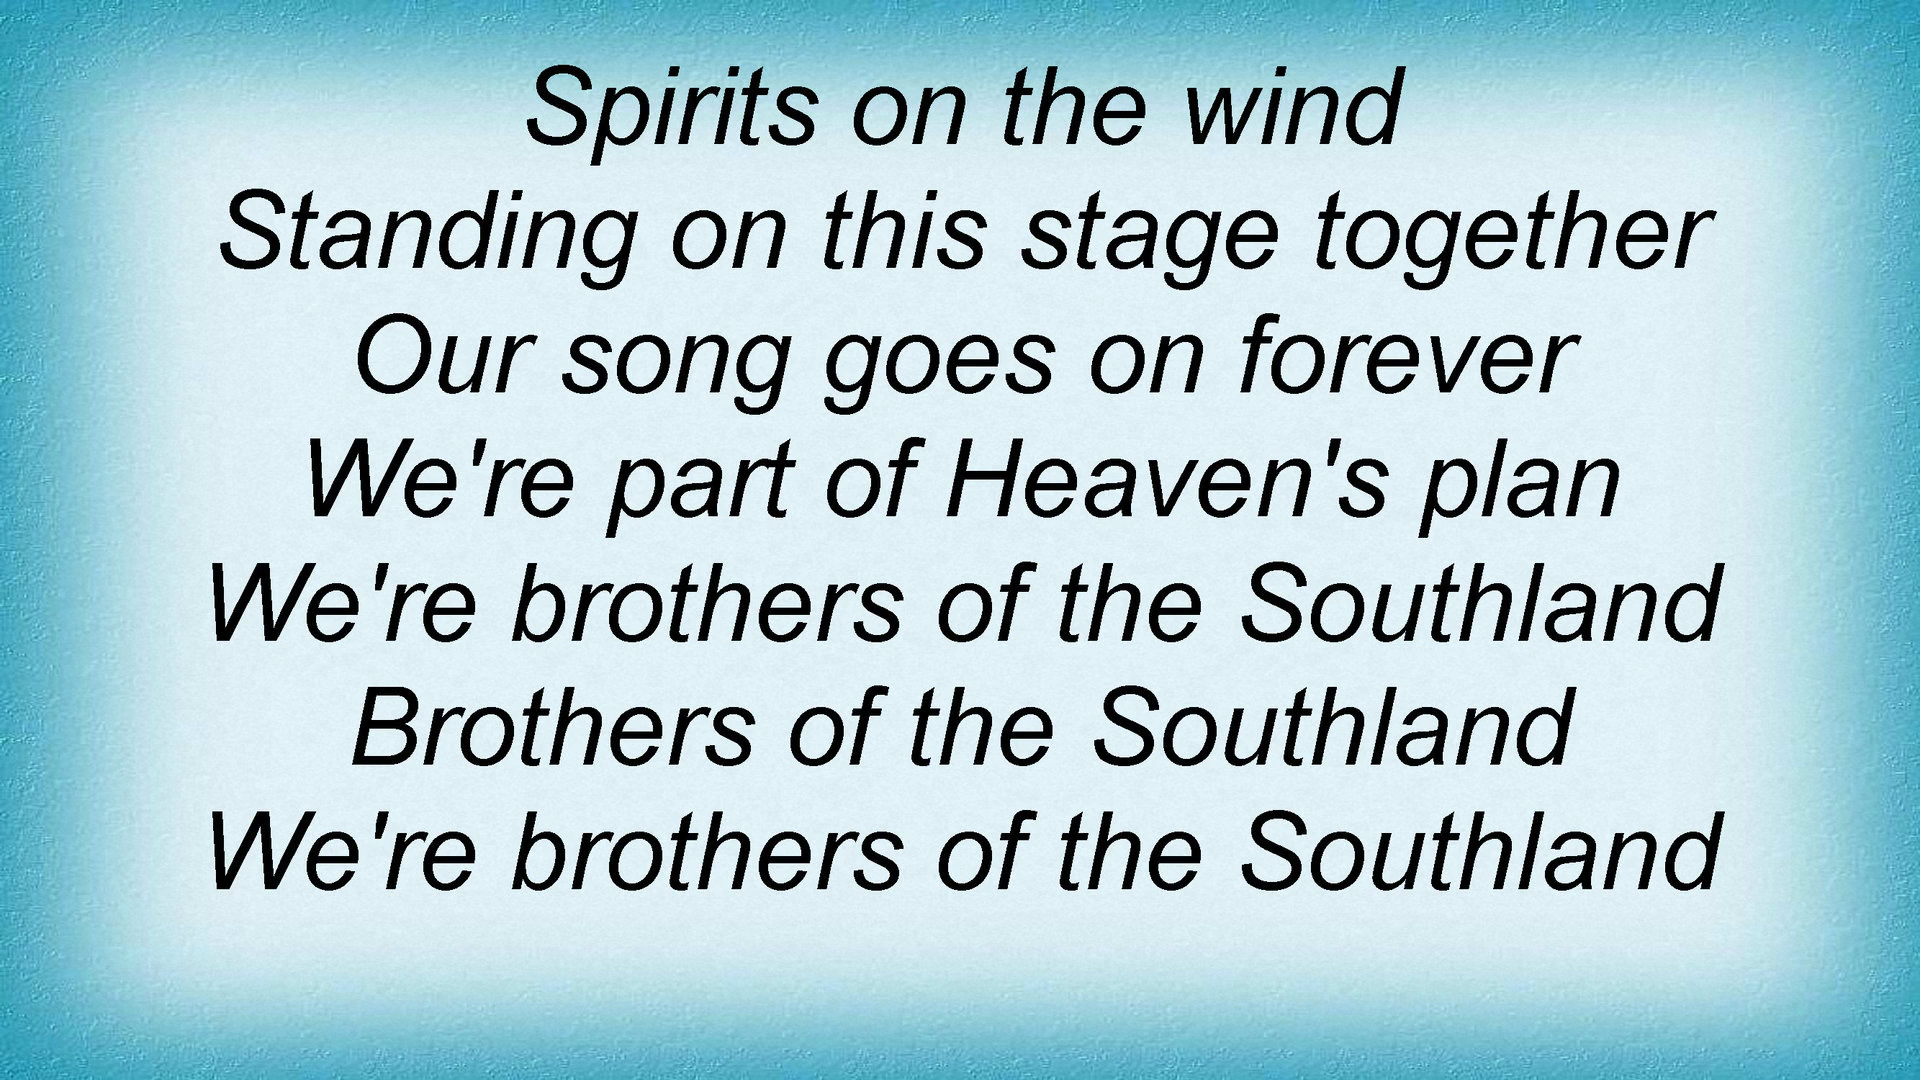 Spirits on the wind
Standing on this stage together
Our song goes on forever
We're part of Heaven's plan
We're brothers of the Southland
Brothers of the Southland
We're brothers of the Southland